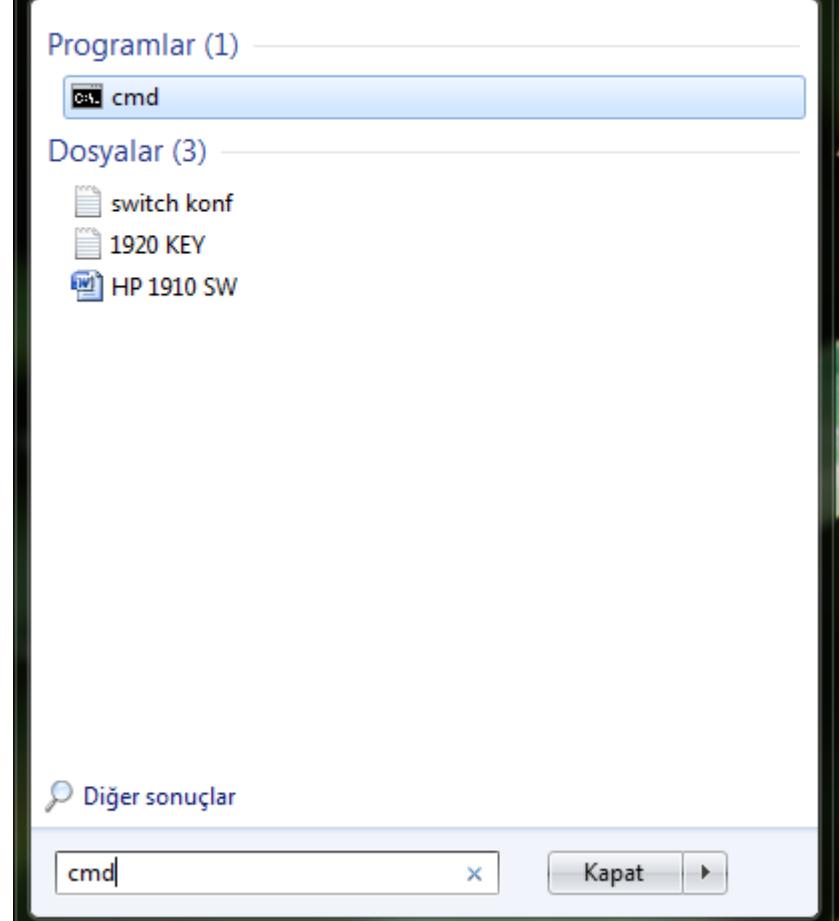 Programlar (1)
C:\.
cmd
Dosyalar (3)
switch konf
1920 KEY
HP 1910 SW
Diğer sonuçlar
cmd
Kapat